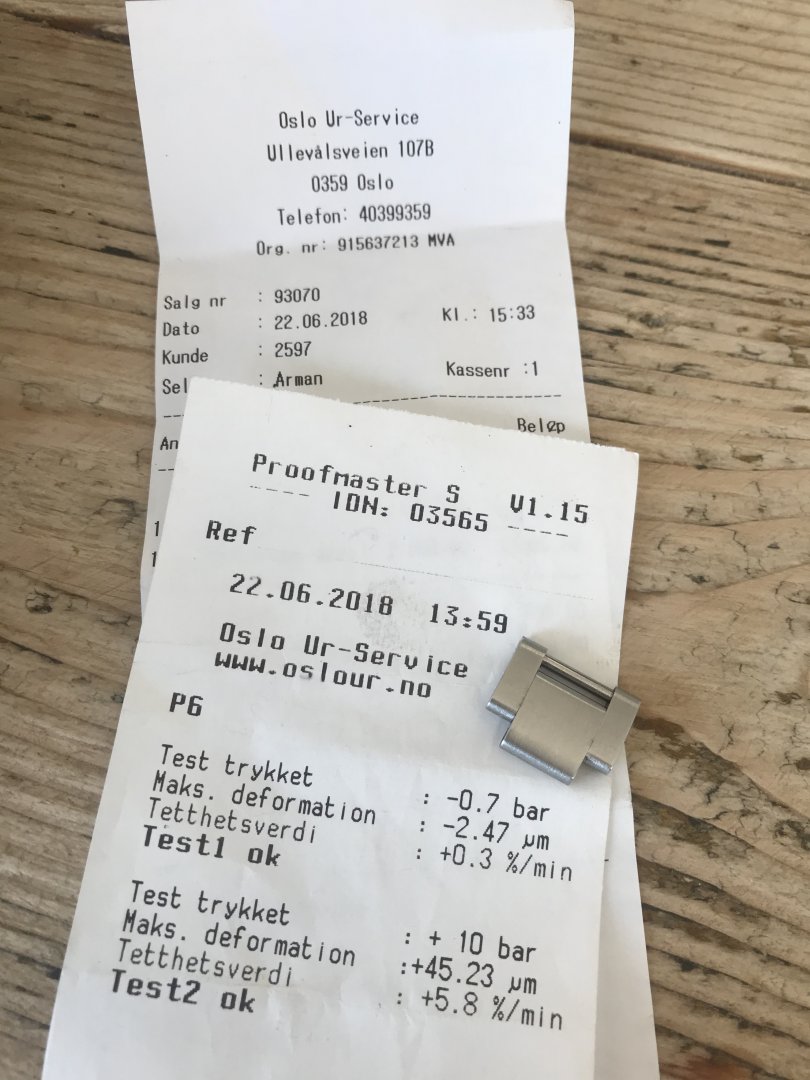 Oslo Ur-Service
Ullevålsveien 107B
0359 Oslo
Telefon: 40399359
Org. nr: 915637213 MVA
Salg nr : 93070
Dato : 22.06.2018 Kl.: 15:33
Kunde : 2597
Sel : Arman Kassenr :1
Beløp
An
1
1
Proofmaster S V1.15
---- IDN: 03565 ----
Ref
22.06.2018 13:59
Oslo Ur-Service
www.oslour.no
P6
Test trykket : -0.7 bar
Maks. deformation : -2.47 µm
Tetthetsverdi : +0.3 %/min
Test1 ok
Test trykket : + 10 bar
Maks. deformation :+45.23 µm
Tetthetsverdi : +5.8 %/min
Test2 ok